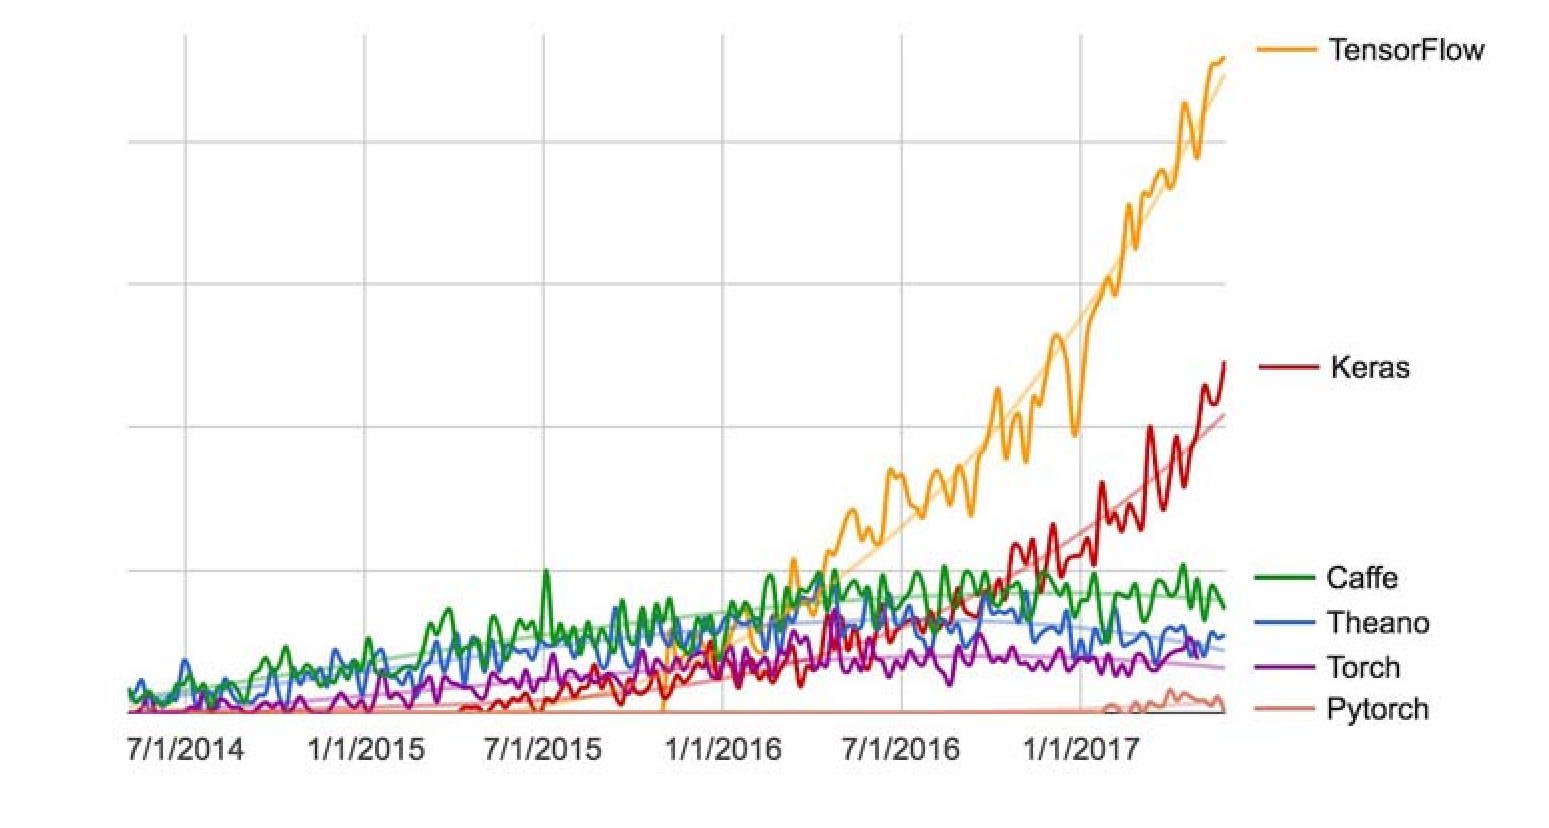 TensorFlow
Keras
Caffe
Theano
Torch
Pytorch
7/1/2014 1/1/2015 7/1/2015 1/1/2016 7/1/2016 1/1/2017